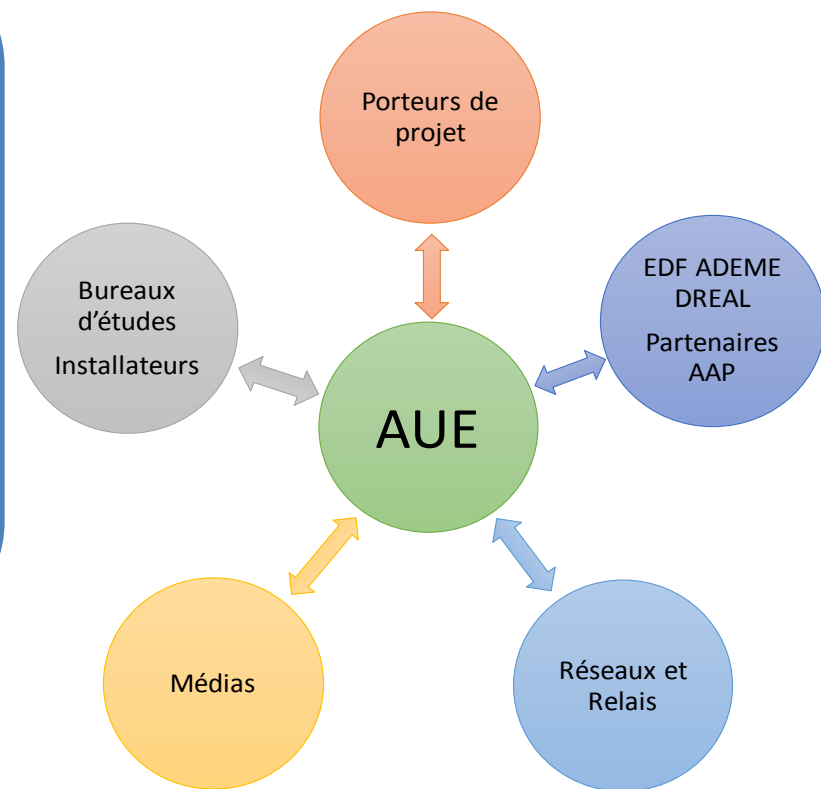 Porteurs de
projet
EDF ADEME
DREAL
Partenaires
AAP
Bureaux
d’études
Installateurs
AUE
Médias
Réseaux et
Relais